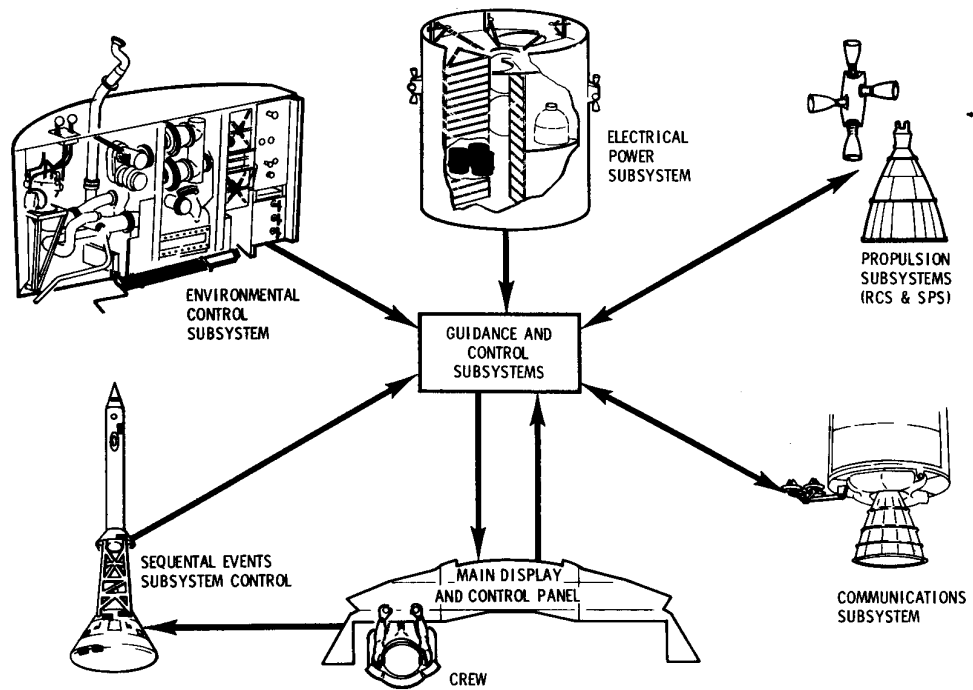 ELECTRICAL
POWER
SUBSYSTEM
PROPULSION
SUBSYSTEMS
(RCS & SPS)
ENVIRONMENTAL
CONTROL
SUBSYSTEM
GUIDANCE AND
CONTROL
SUBSYSTEMS
SEQUENTAL EVENTS
SUBSYSTEM CONTROL
MAIN DISPLAY
AND CONTROL PANEL
COMMUNICATIONS
SUBSYSTEM
CREW